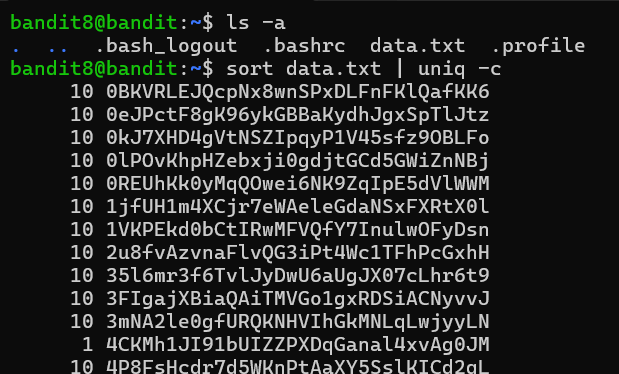 bandit8@bandit:~$ ls -a
.  ..  .bash_logout  .bashrc  data.txt  .profile
bandit8@bandit:~$ sort data.txt | uniq -c
     10 0BKVRLEJQcpNx8wnSPxDLFnFKlQafKK6
     10 0eJPctF8gK96ykGBBaKydhJgxSpTlJtz
     10 0kJ7XHD4gVtNSZIpqyP1V45sfz9OBLFo
     10 0lPOvKhpHZebxji0gdjtGCd5GWiZnNBj
     10 0REUhKk0yMqQOwei6NK9ZqIpE5dVlWWM
     10 1jfUH1m4XCjr7eWAeleGdaNSxFXRtX0l
     10 1VKPEkd0bCtIRwMFVQfY7InulwOFyDsn
     10 2u8fvAzvnaFlvQG3iPt4Wc1TFhPcGxhH
     10 35l6mr3f6TvlJyDwU6aUgJX07cLhr6t9
     10 3FIgajXBiaQAiTMVGo1gxRDSiACNyvvJ
     10 3mNA2le0gfURQKNHVIhGkMNLqLwjyyLN
      1 4CKMh1JI91bUIZZPXDqGanal4xvAg0JM
     10 4P8FsHcdr7d5WKnPtAaXY5SslKICd2gL